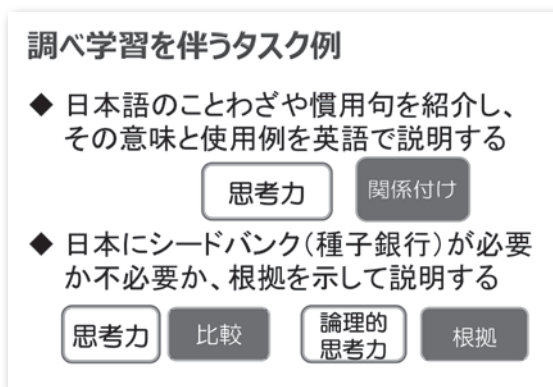 調べ学習を伴うタスク例
◆ 日本語のことわざや慣用句を紹介し、
その意味と使用例を英語で説明する
思考力 関係付け
◆ 日本にシードバンク(種子銀行)が必要
か不必要か、根拠を示して説明する
思考力 比較 論理的
思考力 根拠